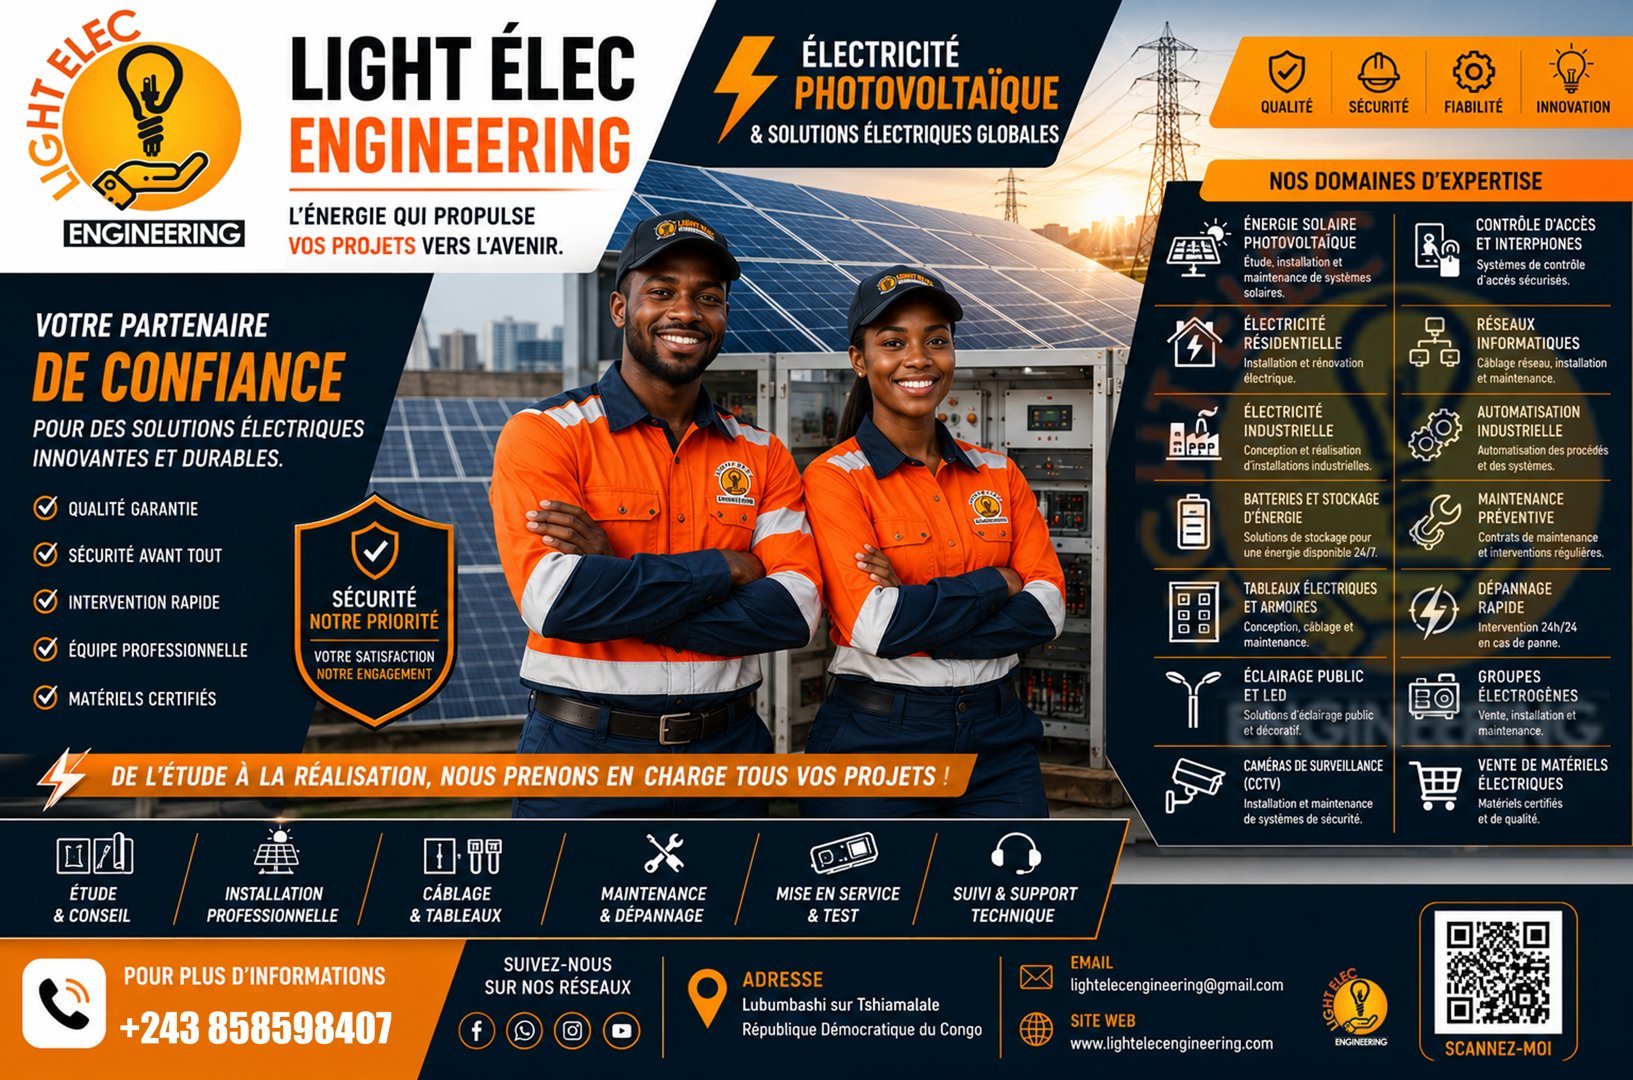 LIGHT ELEC
ENGINEERING
LIGHT ÉLEC
ENGINEERING
L'ÉNERGIE QUI PROPULSE
VOS PROJETS VERS L'AVENIR.
ÉLECTRICITÉ
PHOTOVOLTAÏQUE
& SOLUTIONS ÉLECTRIQUES GLOBALES
QUALITÉ
SÉCURITÉ
FIABILITÉ
INNOVATION
VOTRE PARTENAIRE
DE CONFIANCE
POUR DES SOLUTIONS ÉLECTRIQUES
INNOVANTES ET DURABLES.
QUALITÉ GARANTIE
SÉCURITÉ AVANT TOUT
INTERVENTION RAPIDE
ÉQUIPE PROFESSIONNELLE
MATÉRIELS CERTIFIÉS
SÉCURITÉ
NOTRE PRIORITÉ
VOTRE SATISFACTION
NOTRE ENGAGEMENT
NOS DOMAINES D'EXPERTISE
ÉNERGIE SOLAIRE
PHOTOVOLTAÏQUE
Étude, installation et
maintenance de systèmes
solaires.
CONTRÔLE D'ACCÈS
ET INTERPHONES
Systèmes de contrôle
d'accès sécurisés.
ÉLECTRICITÉ
RÉSIDENTIELLE
Installation et rénovation
électrique.
RÉSEAUX
INFORMATIQUES
Câblage réseau, installation
et maintenance.
ÉLECTRICITÉ
INDUSTRIELLE
Conception et réalisation
d'installations industrielles.
AUTOMATISATION
INDUSTRIELLE
Automatisation des procédés
et des systèmes.
BATTERIES ET STOCKAGE
D'ÉNERGIE
Solutions de stockage pour
une énergie disponible 24/7.
MAINTENANCE
PRÉVENTIVE
Contrats de maintenance
et interventions régulières.
TABLEAUX ÉLECTRIQUES
ET ARMOIRES
Conception, câblage et
maintenance.
DÉPANNAGE
RAPIDE
Intervention 24h/24
en cas de panne.
ÉCLAIRAGE PUBLIC
ET LED
Solutions d'éclairage public
et décoratif.
GROUPES
ÉLECTROGÈNES
Vente, installation et
maintenance.
CAMÉRAS DE SURVEILLANCE
(CCTV)
Installation et maintenance
de systèmes de sécurité.
VENTE DE MATÉRIELS
ÉLECTRIQUES
Matériels certifiés
et de qualité.
DE L'ÉTUDE À LA RÉALISATION, NOUS PRENONS EN CHARGE TOUS VOS PROJETS !
ÉTUDE
& CONSEIL
INSTALLATION
PROFESSIONNELLE
CÂBLAGE
& TABLEAUX
MAINTENANCE
& DÉPANNAGE
MISE EN SERVICE
& TEST
SUIVI & SUPPORT
TECHNIQUE
POUR PLUS D'INFORMATIONS
+243 858598407
SUIVEZ-NOUS
SUR NOS RÉSEAUX
ADRESSE
Lubumbashi sur Tshiamalale
République Démocratique du Congo
EMAIL
lightelecengineering@gmail.com
SITE WEB
www.lightelecengineering.com
LIGHT ELEC
ENGINEERING
SCANNEZ-MOI